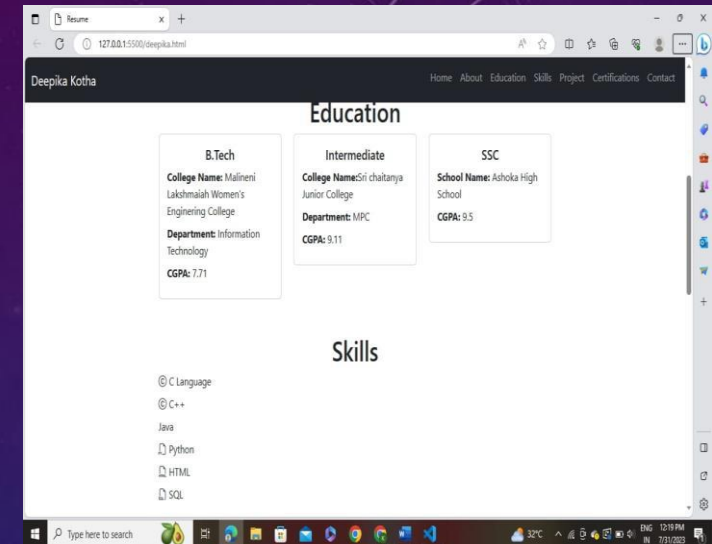 Resume
127.0.0.1:5500/deepika.html
Deepika Kotha
Home About Education Skills Project Certifications Contact
Education
B.Tech
College Name: Malineni
Lakshmaiah Women's
Enginering College
Department: Information
Technology
CGPA: 7.71
Intermediate
College Name:Sri chaitanya
Junior College
Department: MPC
CGPA: 9.11
SSC
School Name: Ashoka High
School
CGPA: 9.5
Skills
© C Language
© C++
Java
Python
HTML
SQL
Type here to search
32°C
ENG
IN
12:19 PM
7/31/2023